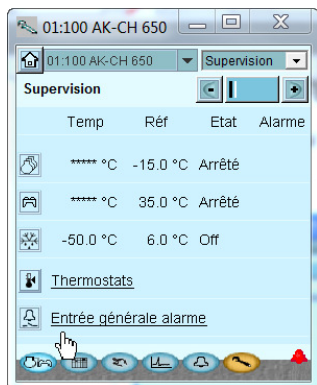 01:100 AK-CH 650
01:100 AK-CH 650 Supervision
Supervision
Temp Réf Etat Alarme
***** °C -15.0 °C Arrêté
***** °C 35.0 °C Arrêté
-50.0 °C 6.0 °C Off
Thermostats
Entrée générale alarme